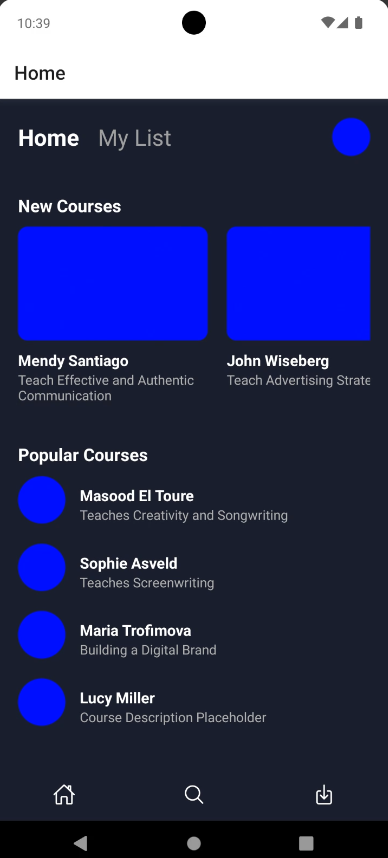 10:39
Home
Home My List
New Courses
Mendy Santiago
Teach Effective and Authentic
Communication
John Wiseberg
Teach Advertising Strate
Popular Courses
Masood El Toure
Teaches Creativity and Songwriting
Sophie Asveld
Teaches Screenwriting
Maria Trofimova
Building a Digital Brand
Lucy Miller
Course Description Placeholder